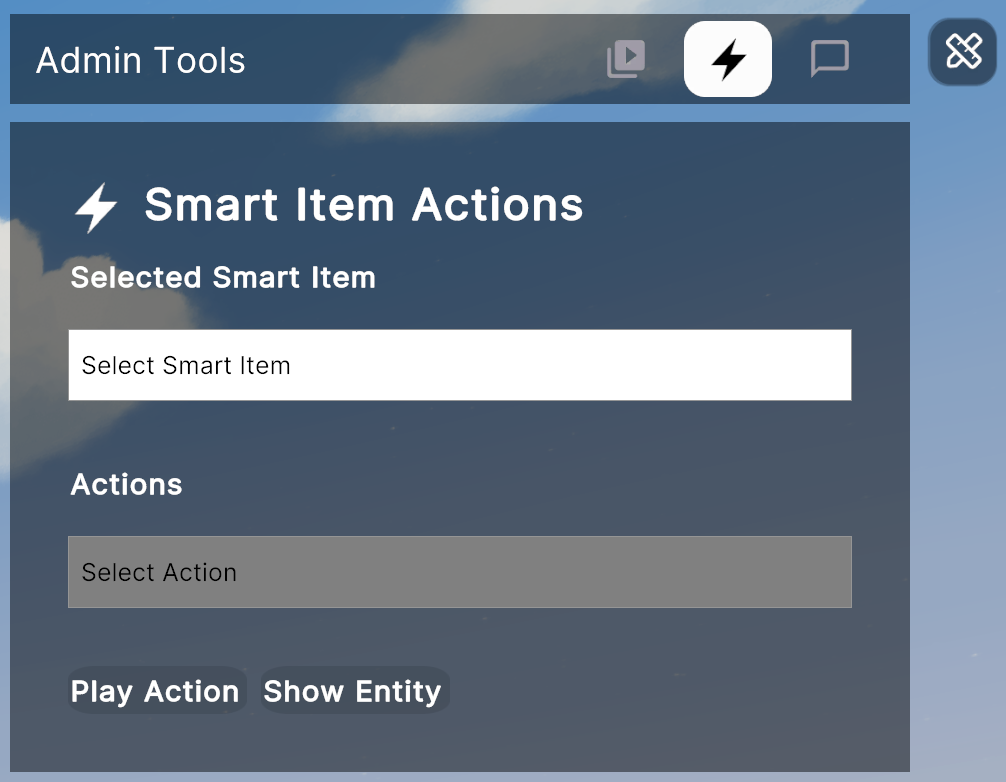 Admin Tools
Smart Item Actions
Selected Smart Item
Select Smart Item
Actions
Select Action
Play Action Show Entity